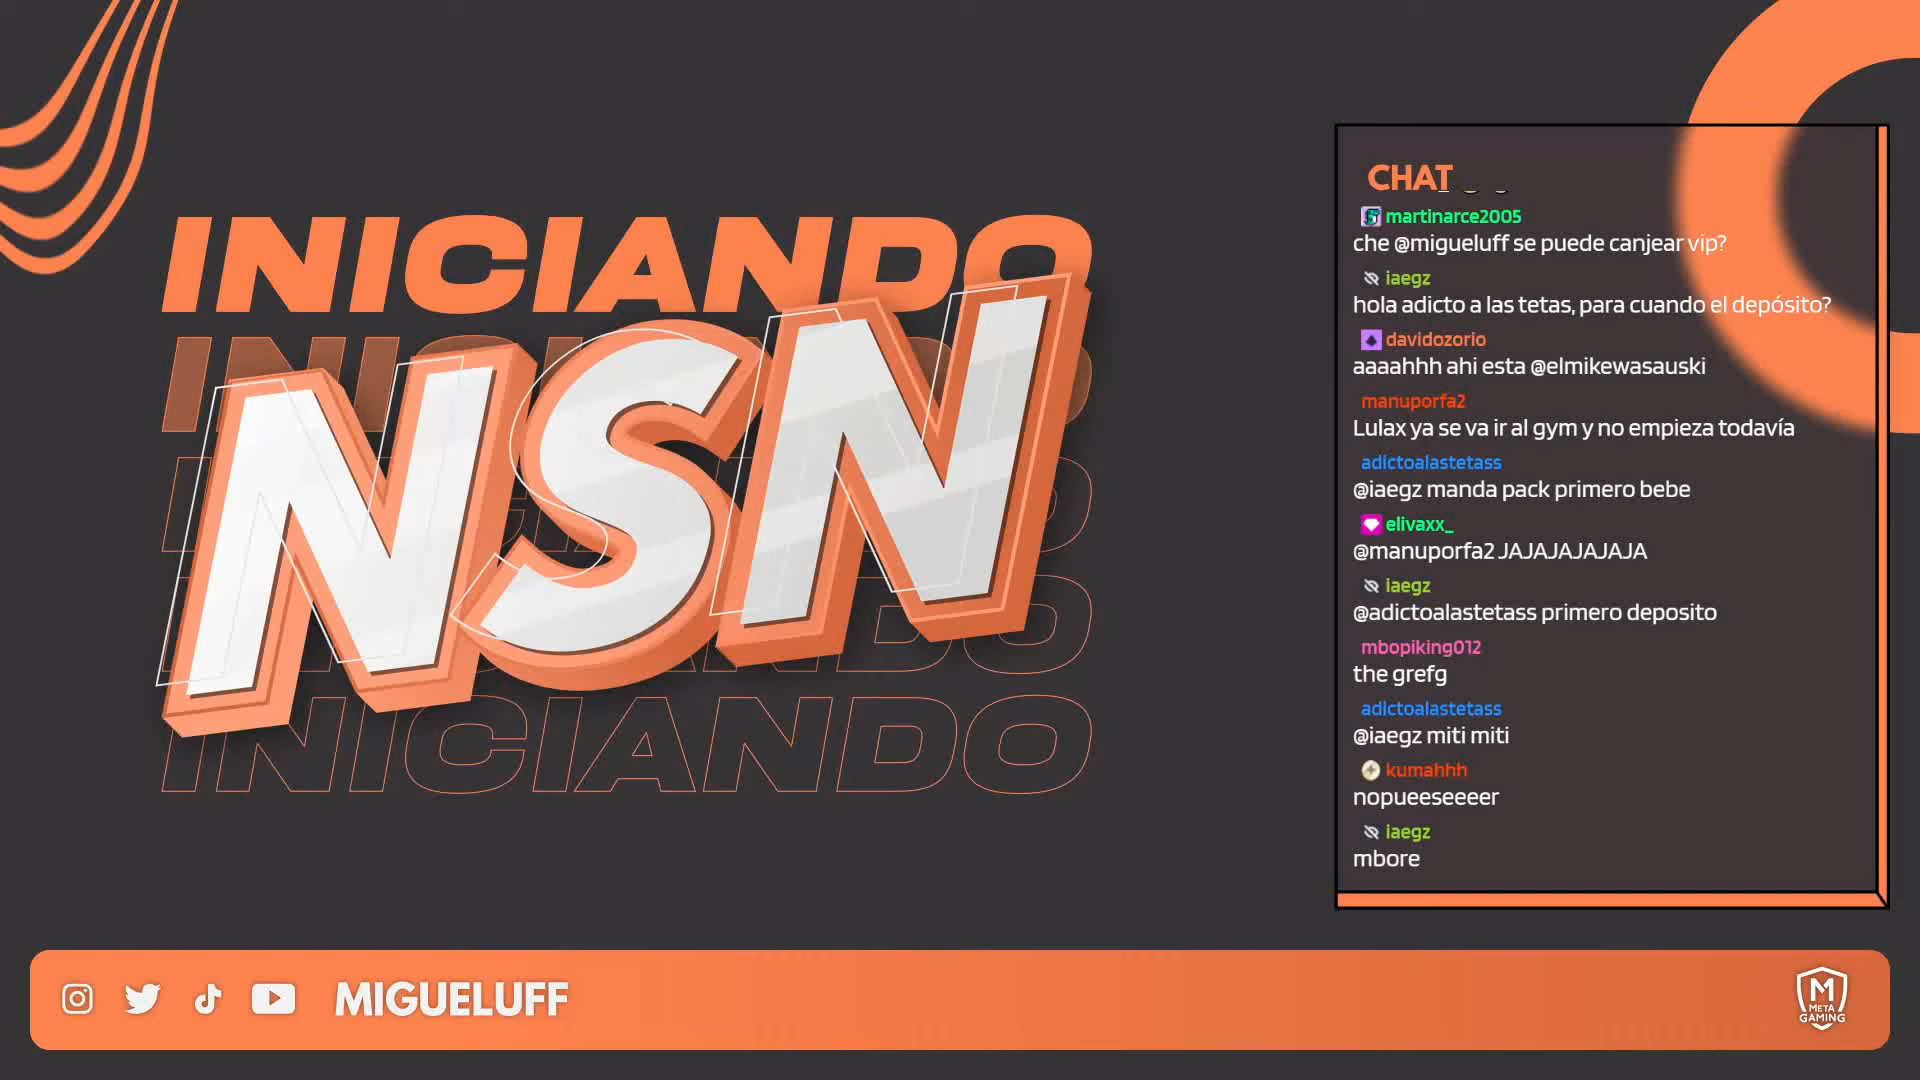 INICIANDO
NSN
INICIANDO
CHAT
martinarce2005
che @migueluff se puede canjear vip?
iaegz
hola adicto a las tetas, para cuando el depósito?
davidozorio
aaaahhh ahi esta @elmikewasauski
manuporfa2
Lulax ya se va ir al gym y no empieza todavía
adictoalastetass
@iaegz manda pack primero bebe
elivaxx_
@manuporfa2 JAJAJAJAJAJA
iaegz
@adictoalastetass primero deposito
mbopiking012
the grefg
adictoalastetass
@iaegz miti miti
kumahhh
nopueeseeeer
iaegz
mbore
MIGUELUFF
M
META
GAMING